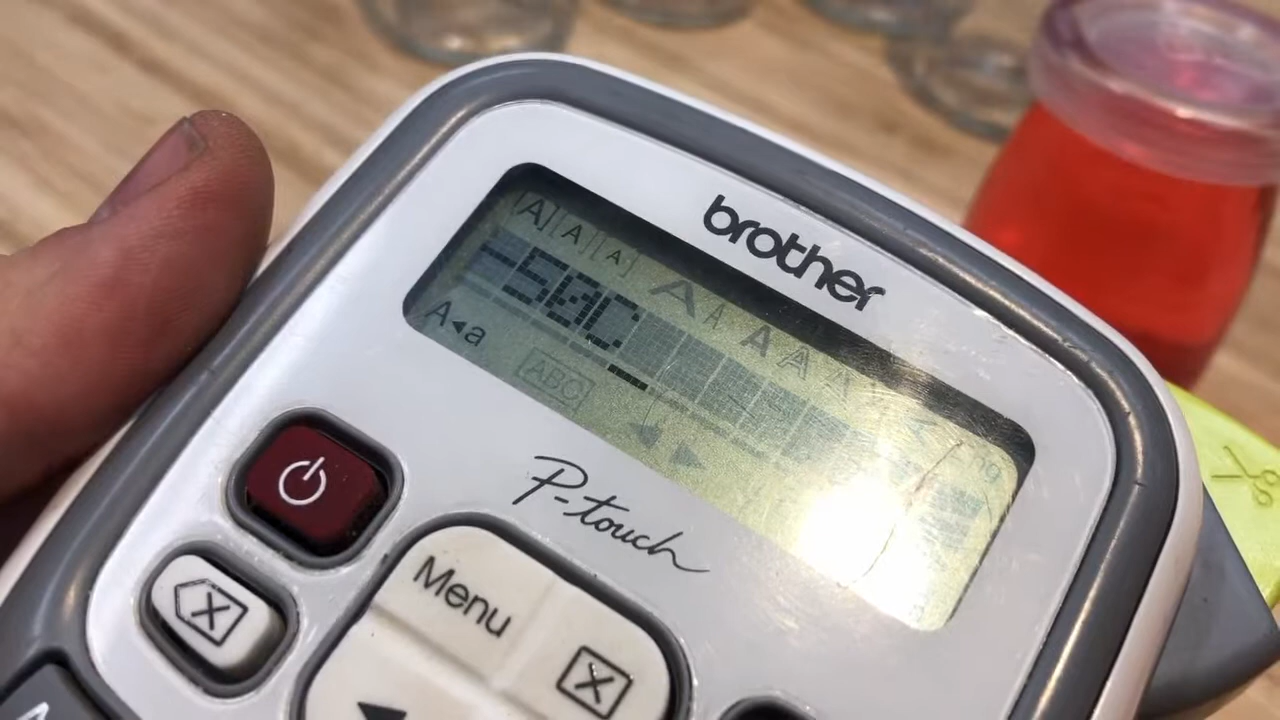 brother
A A A A A A A A
-50C
A◂a
ABC
P-touch
Menu